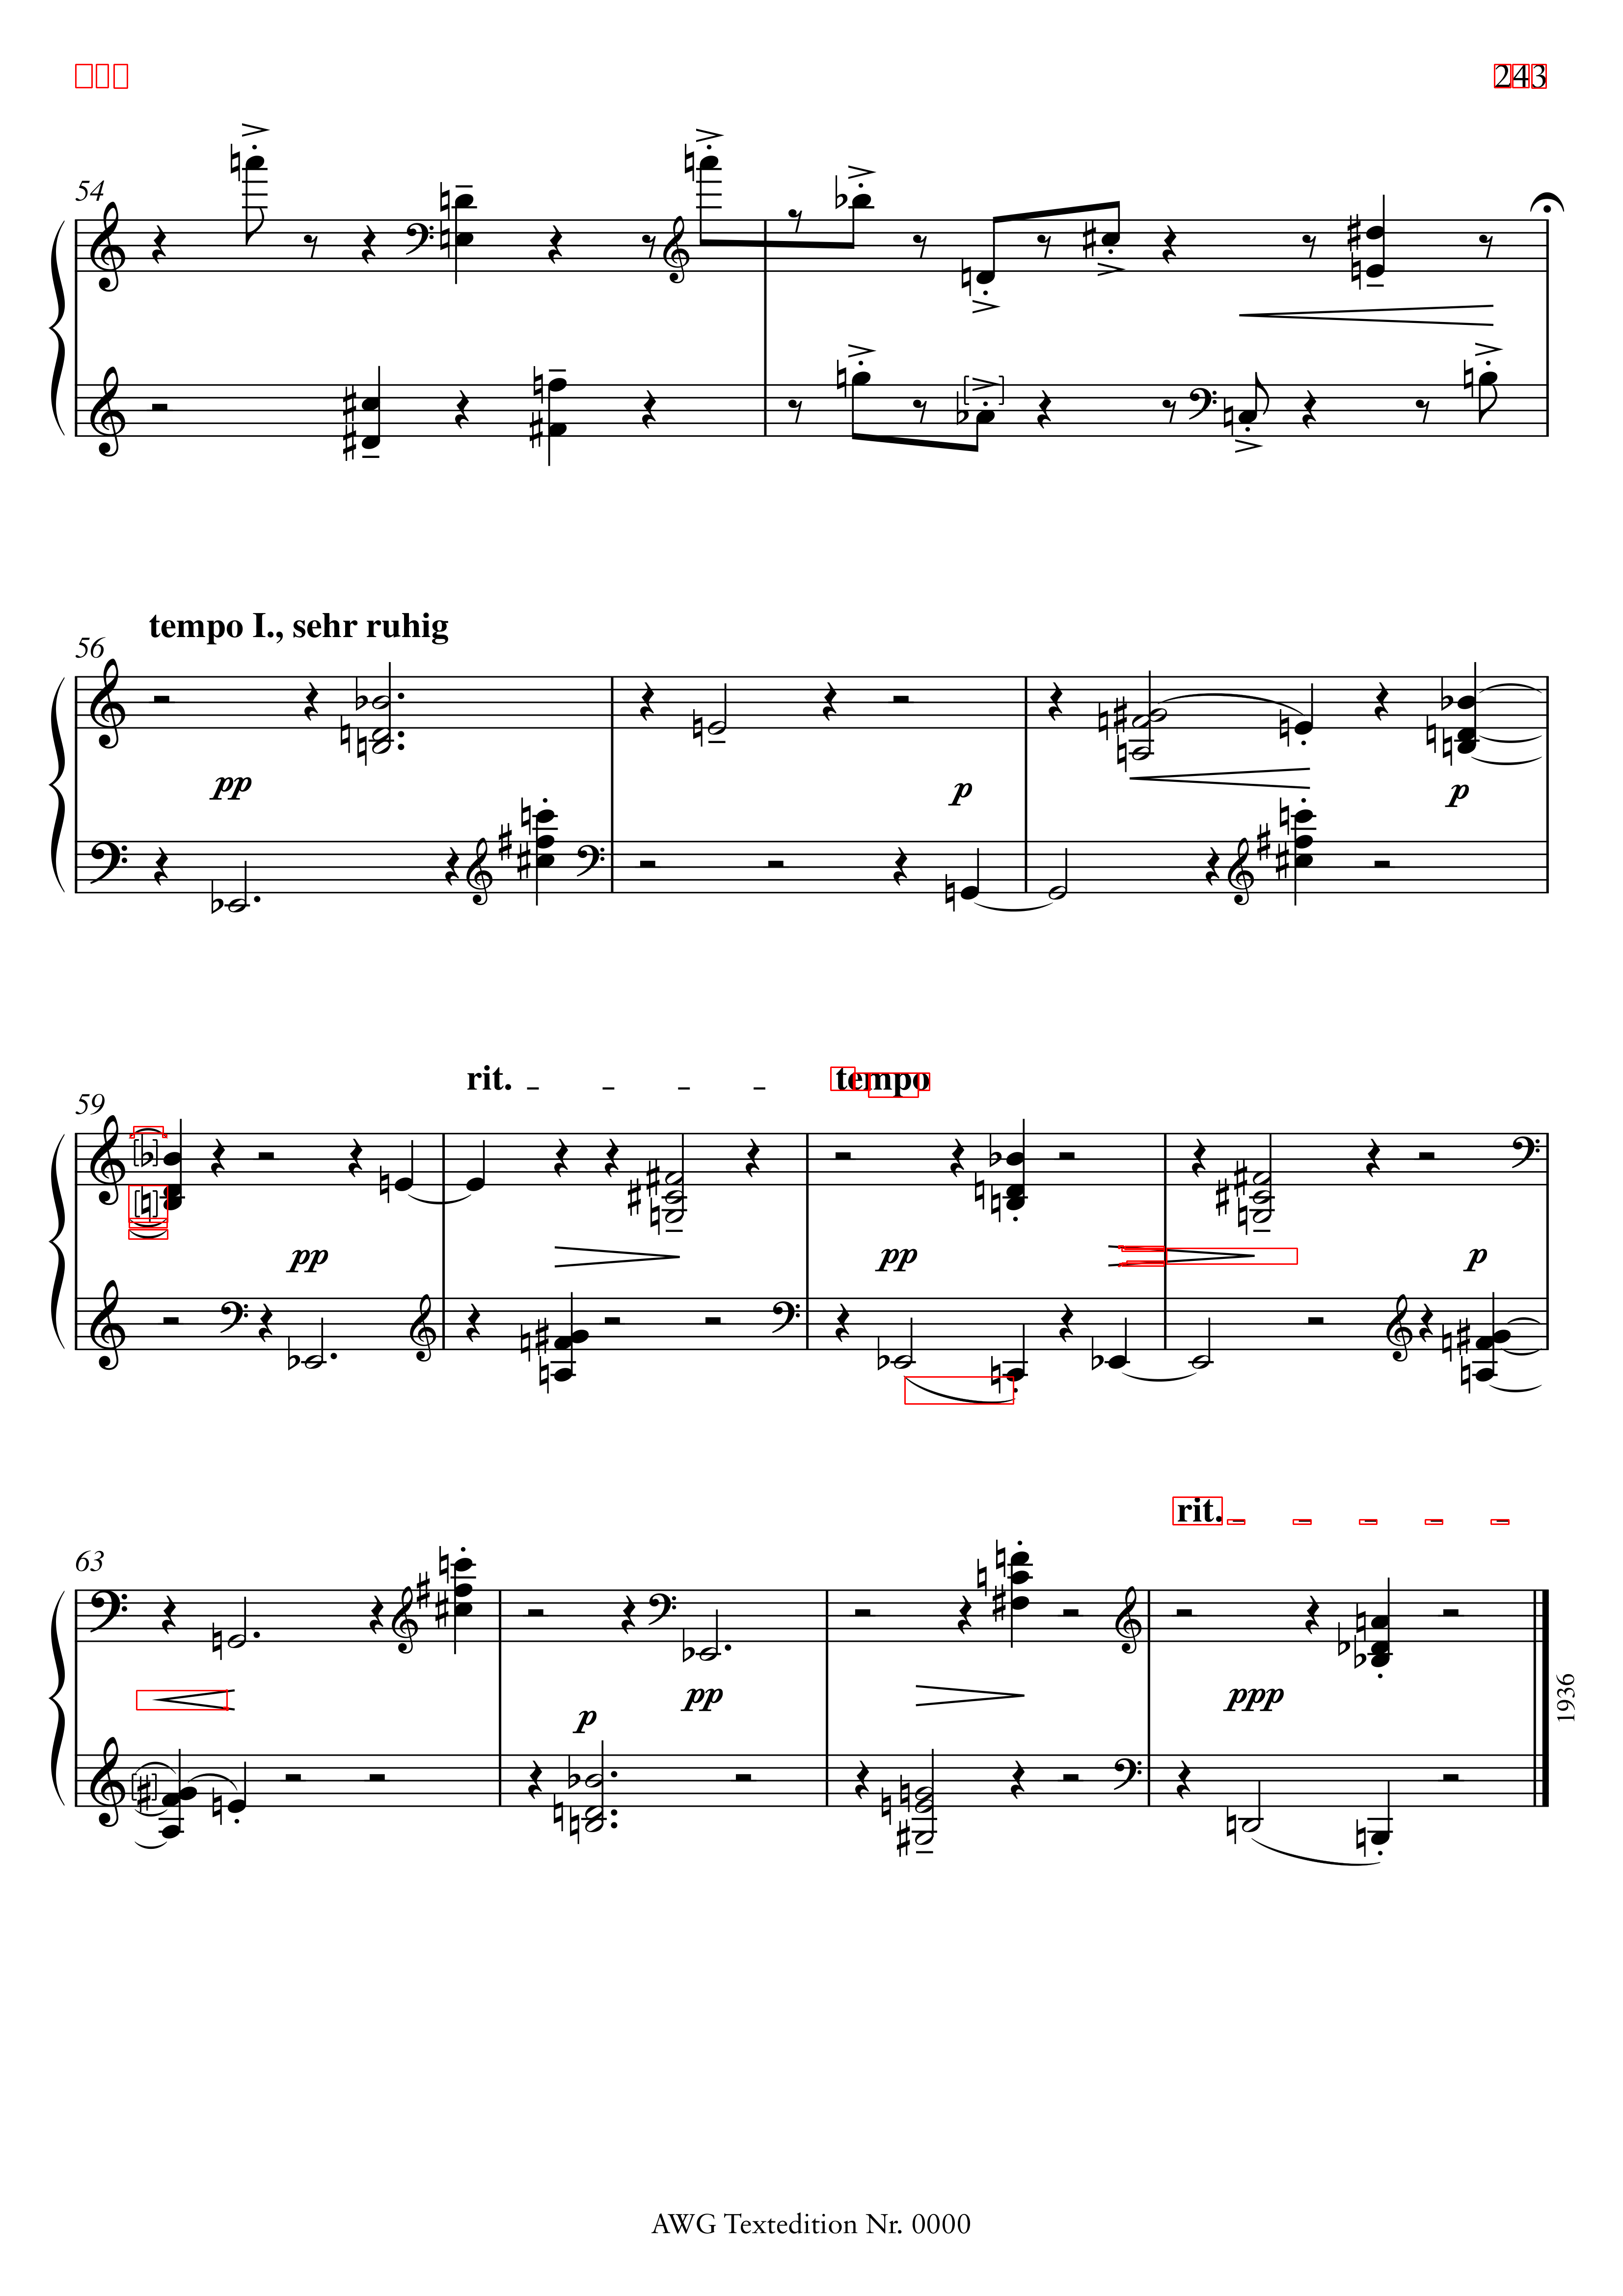 243
54
tempo I., sehr ruhig
56
pp
p
p
rit.
tempo
59
pp
pp
p
rit.
63
p
pp
ppp
1936
AWG Textedition Nr. 0000